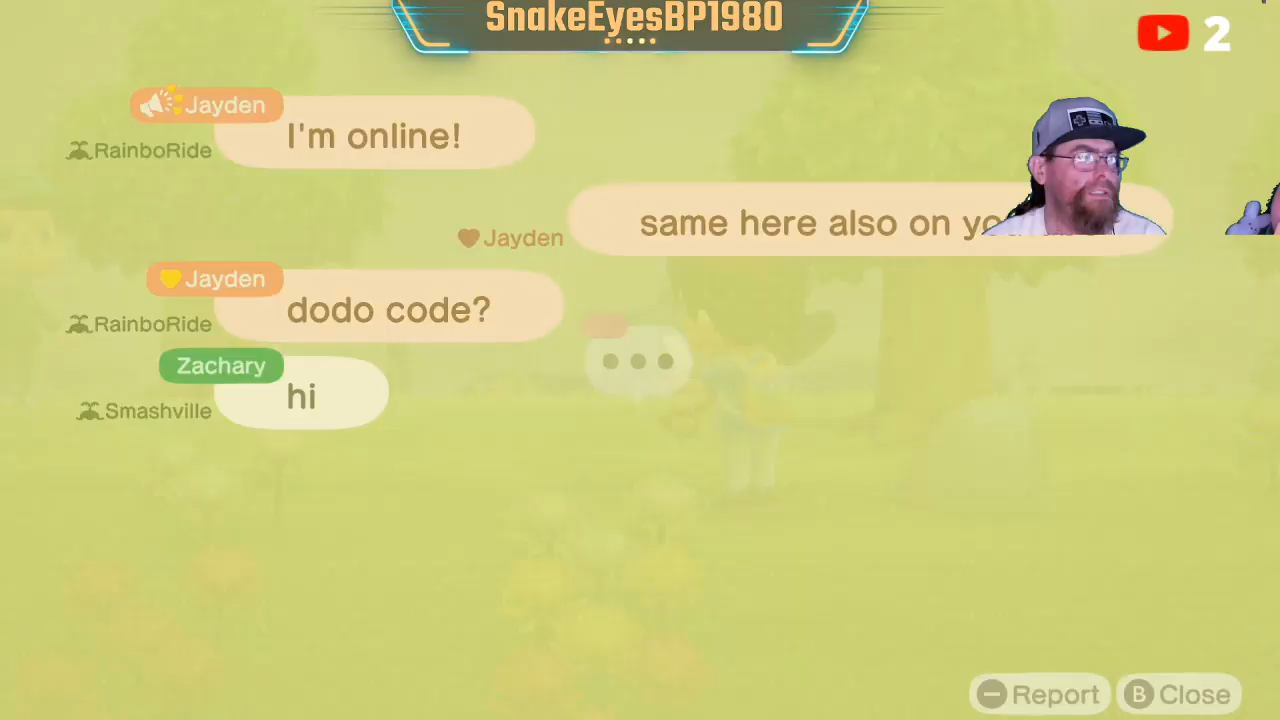 SnakeEyesBP1980
2
Jayden
I'm online!
RainboRide
same here also on
Jayden
Jayden
dodo code?
RainboRide
Zachary
hi
Smashville
Report
B Close